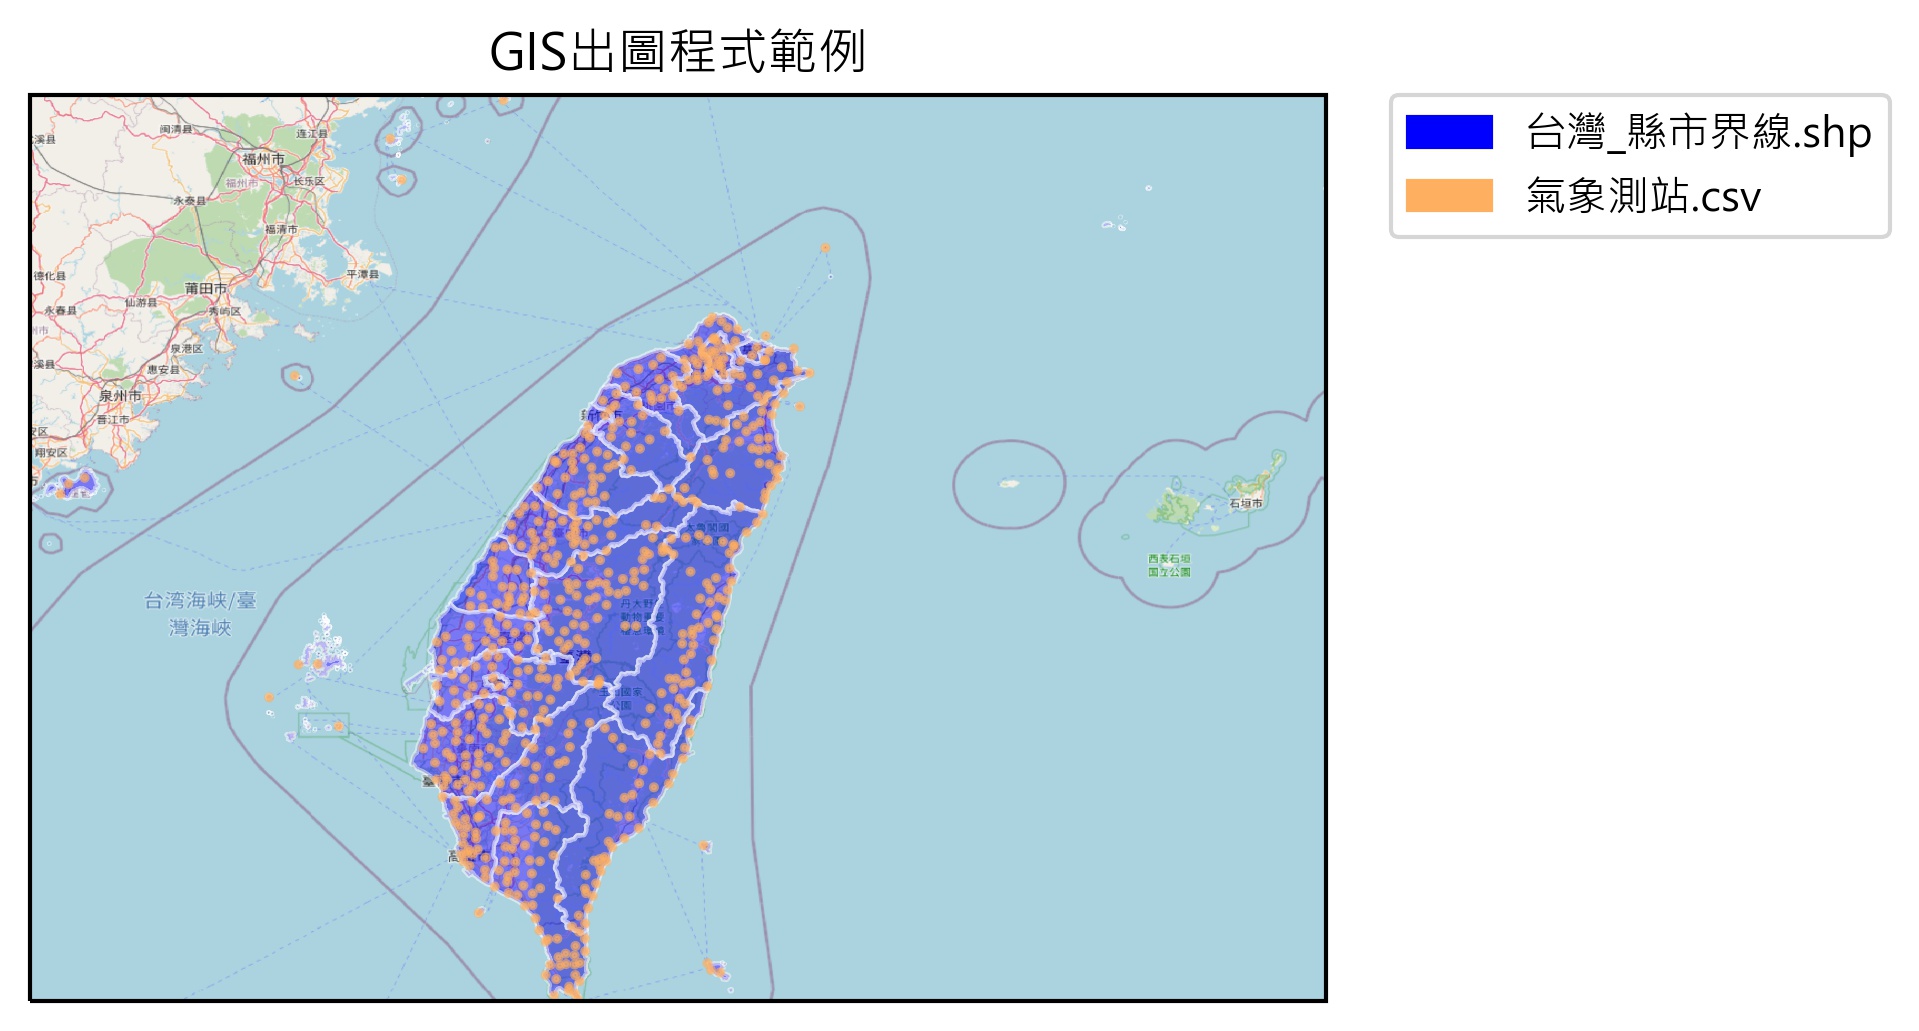 GIS出圖程式範例
台灣_縣市界線.shp
氣象測站.csv
闽清县
连江县
福州市
福州市
长乐区
永泰县
福清市
平潭县
德化县
莆田市
仙游县
永春县
秀屿区
泉港区
惠安县
泉州市
晋江市
翔安区
台湾海峡/臺
灣海峽
石垣市
西表石垣
国立公園
丹大野